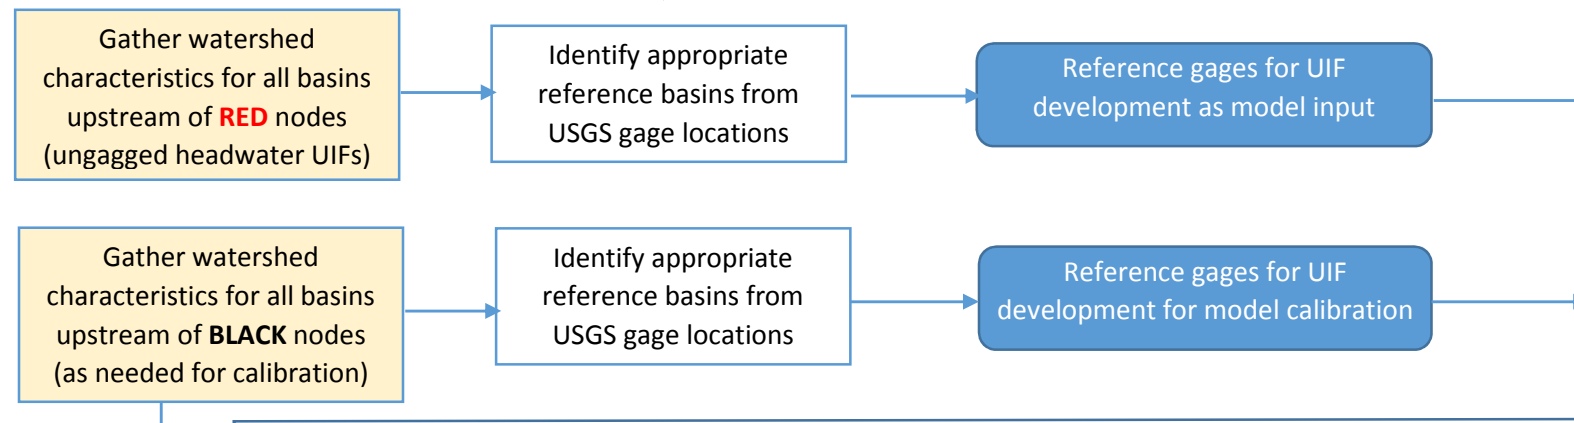 Gather watershed
characteristics for all basins
upstream of RED nodes
(ungagged headwater UIFs)
Identify appropriate
reference basins from
USGS gage locations
Reference gages for UIF
development as model input
Gather watershed
characteristics for all basins
upstream of BLACK nodes
(as needed for calibration)
Identify appropriate
reference basins from
USGS gage locations
Reference gages for UIF
development for model calibration